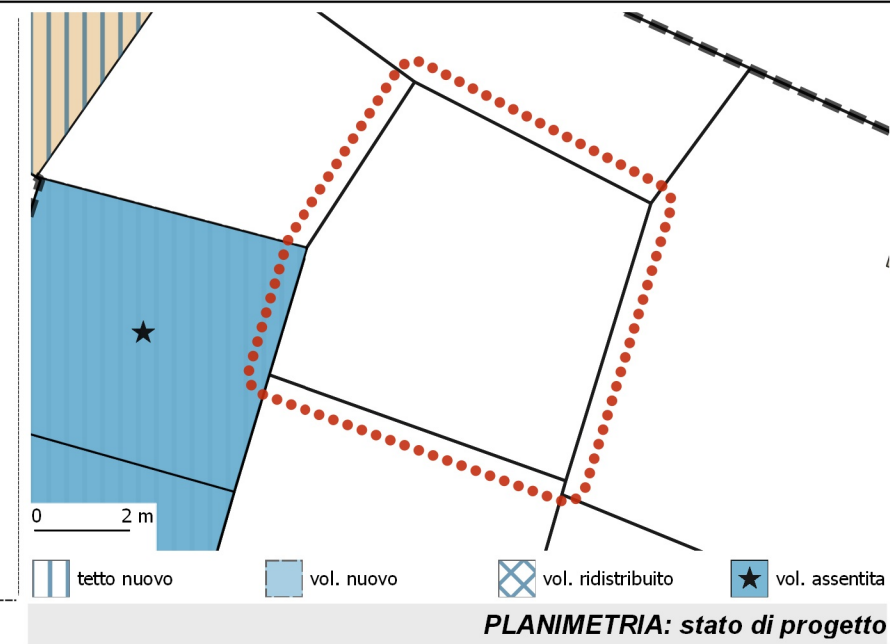 0 2 m
tetto nuovo vol. nuovo vol. ridistribuito vol. assentita
PLANIMETRIA: stato di progetto